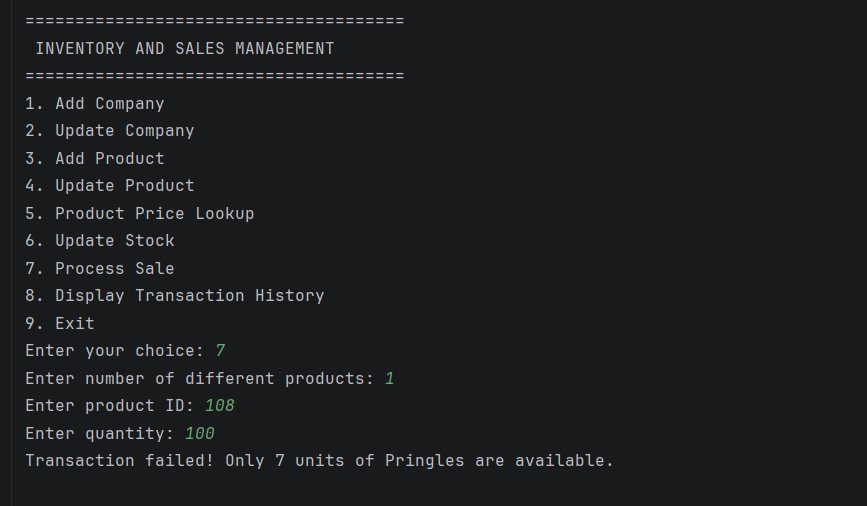 ======================================
INVENTORY AND SALES MANAGEMENT
======================================
1. Add Company
2. Update Company
3. Add Product
4. Update Product
5. Product Price Lookup
6. Update Stock
7. Process Sale
8. Display Transaction History
9. Exit
Enter your choice: 7
Enter number of different products: 1
Enter product ID: 108
Enter quantity: 100
Transaction failed! Only 7 units of Pringles are available.